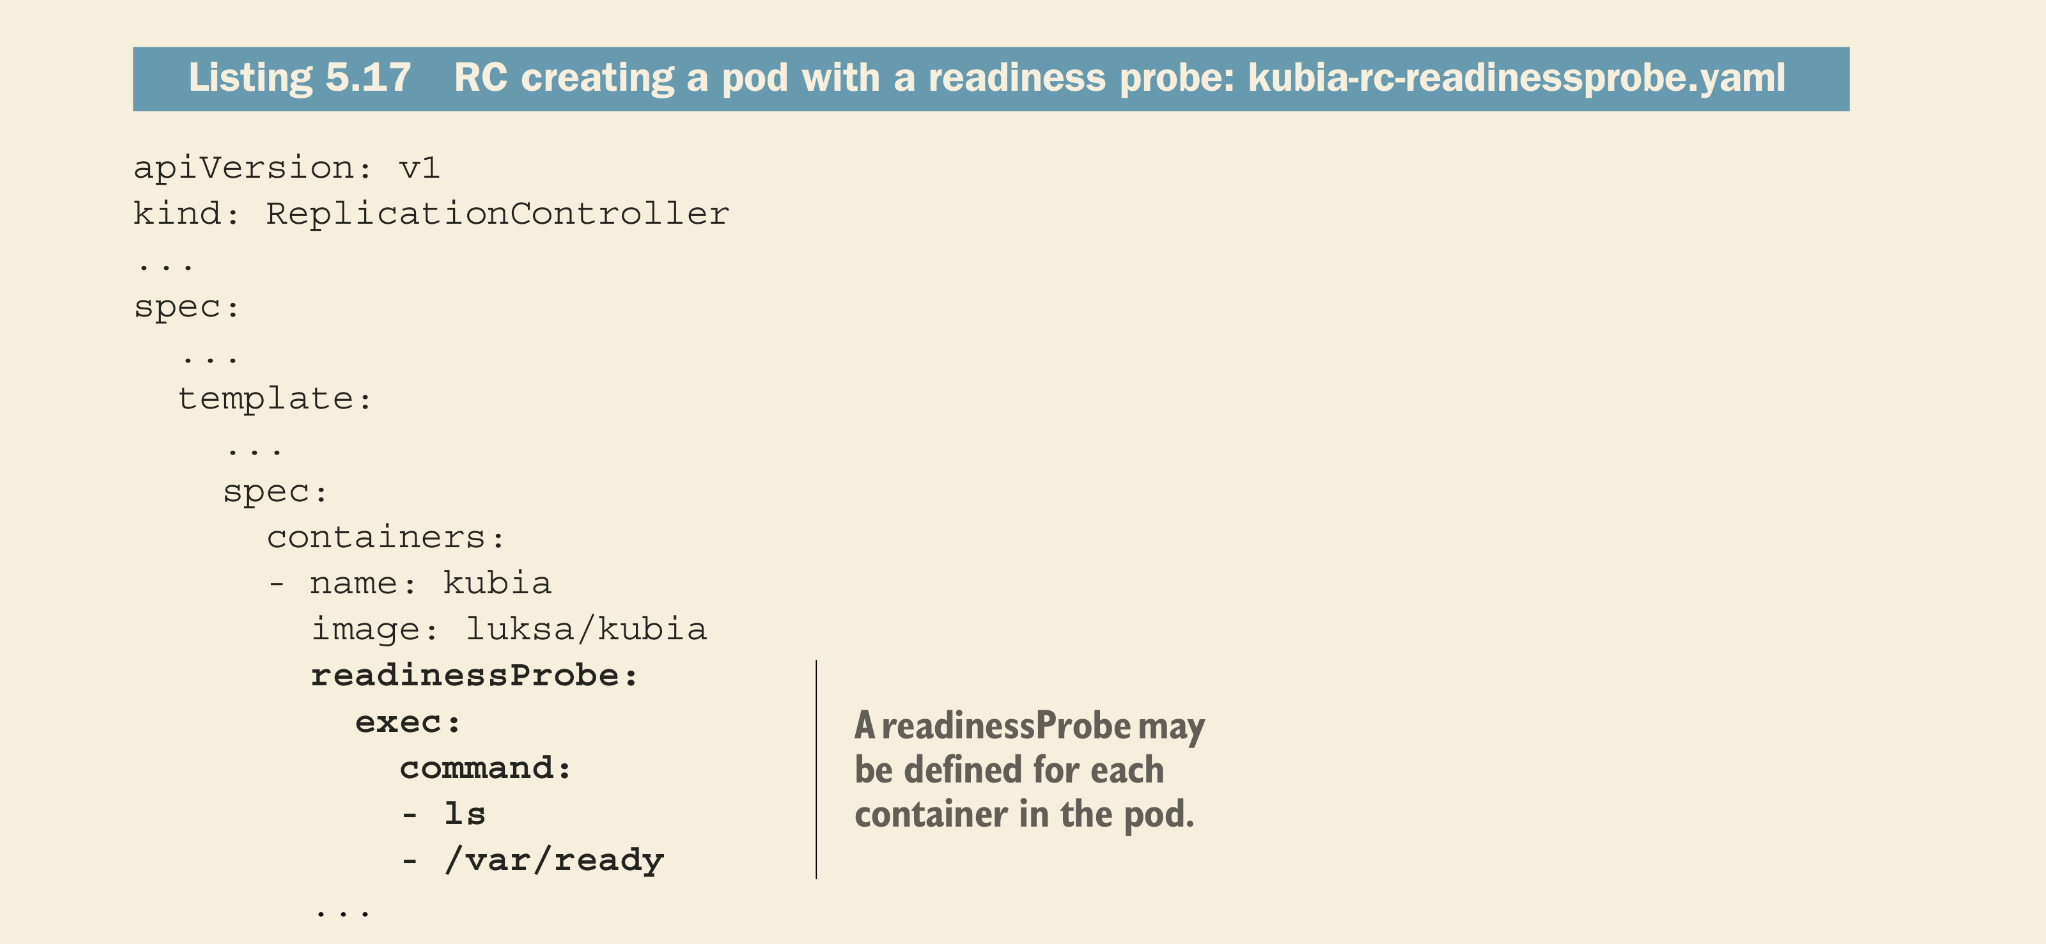 Listing 5.17 RC creating a pod with a readiness probe: kubia-rc-readinessprobe.yaml
apiVersion: v1
kind: ReplicationController
...
spec:
  ...
  template:
    ...
    spec:
      containers:
      - name: kubia
        image: luksa/kubia
        readinessProbe:
          exec:
            command:
            - ls
            - /var/ready
        ...
A readinessProbe may
be defined for each
container in the pod.